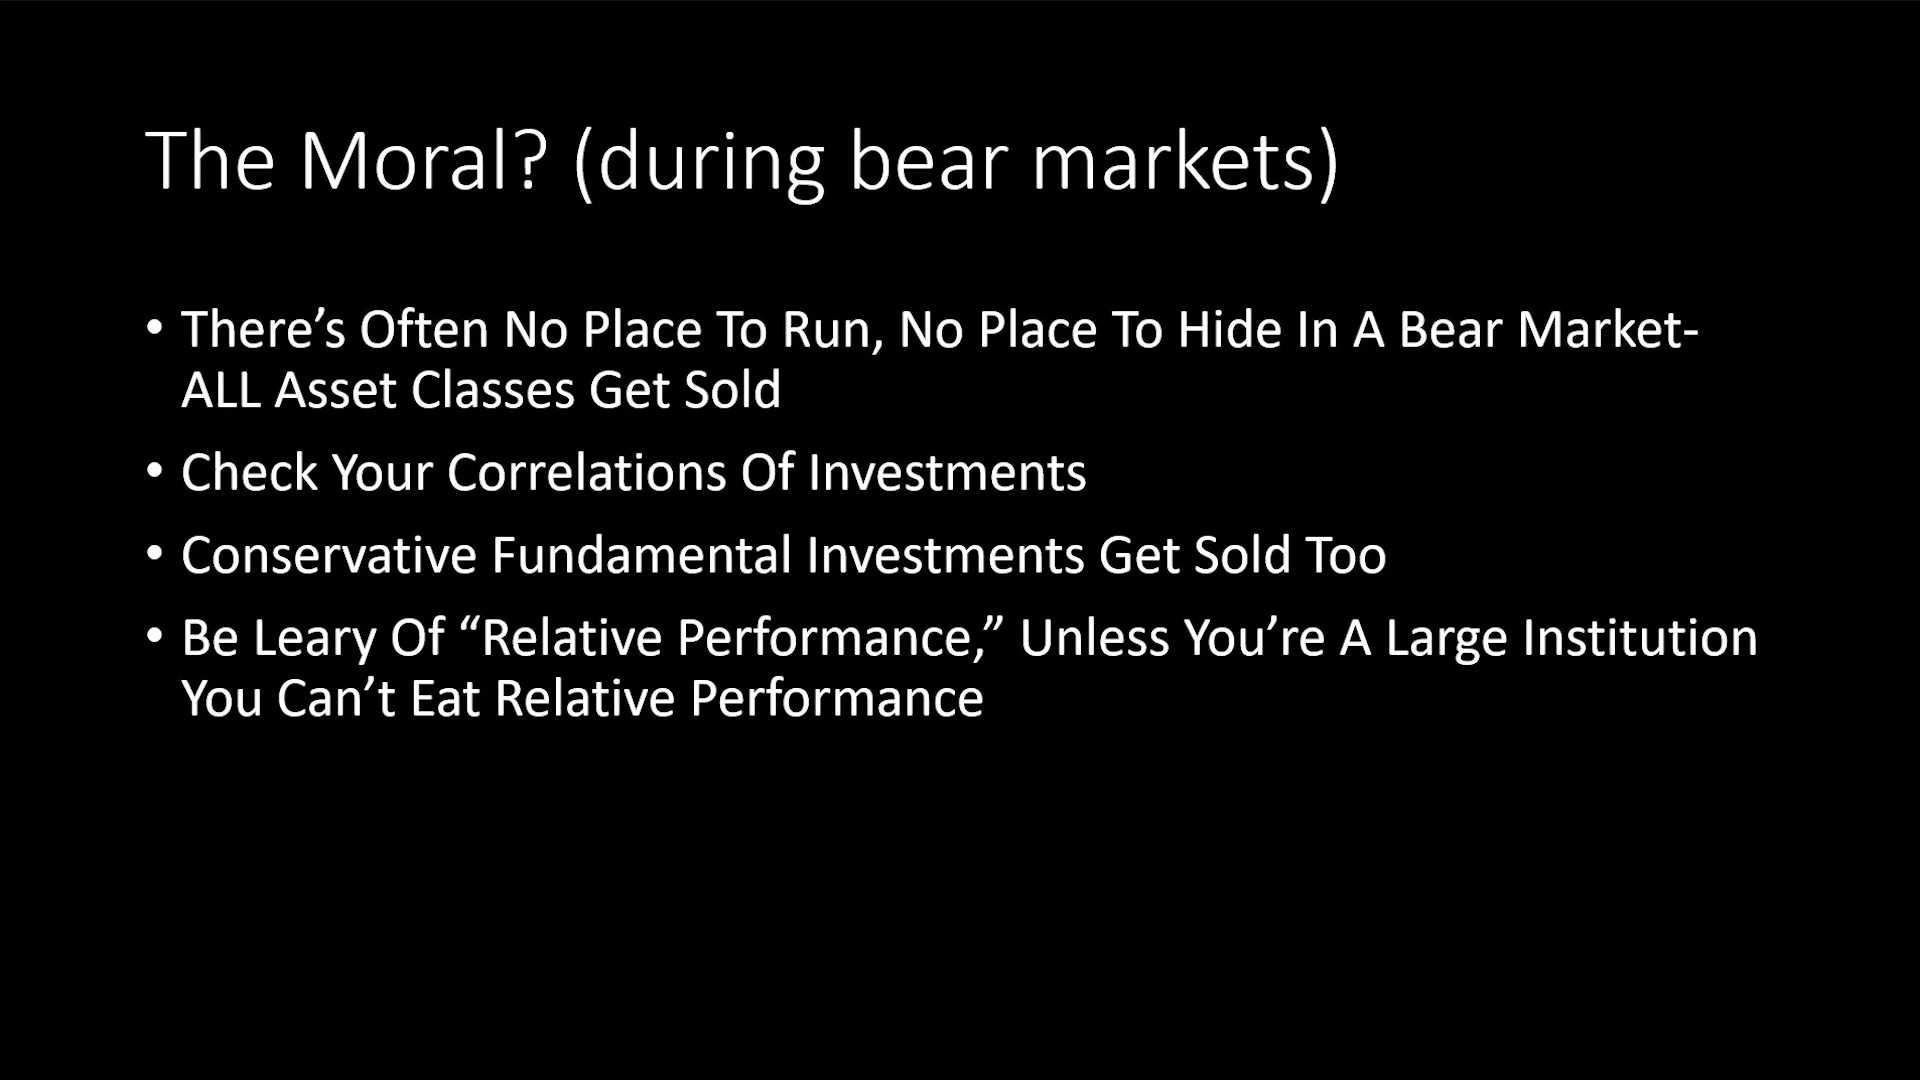 The Moral? (during bear markets)
• There’s Often No Place To Run, No Place To Hide In A Bear Market-
ALL Asset Classes Get Sold
• Check Your Correlations Of Investments
• Conservative Fundamental Investments Get Sold Too
• Be Leary Of “Relative Performance,” Unless You’re A Large Institution
You Can’t Eat Relative Performance